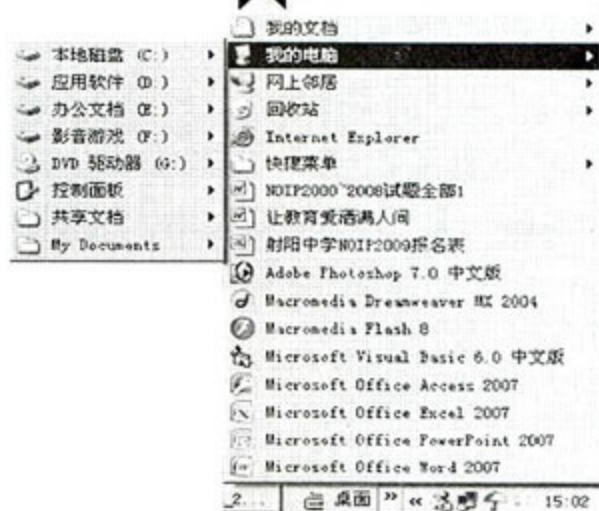 我的文档
我的电脑
网上邻居
回收站
Internet Explorer
快捷菜单
NOIP2000~2008试题全部1
让教育爱洒满人间
射阳中学NOIP2009报名表
Adobe Photoshop 7.0 中文版
Macromedia Dreamweaver MX 2004
Macromedia Flash 8
Microsoft Visual Basic 6.0 中文版
Microsoft Office Access 2007
Microsoft Office Excel 2007
Microsoft Office PowerPoint 2007
Microsoft Office Word 2007
本地磁盘 (C:)
应用软件 (D:)
办公文档 (E:)
影音游戏 (F:)
DVD 驱动器 (G:)
控制面板
共享文档
My Documents
_2... 桌面 » « 15:02